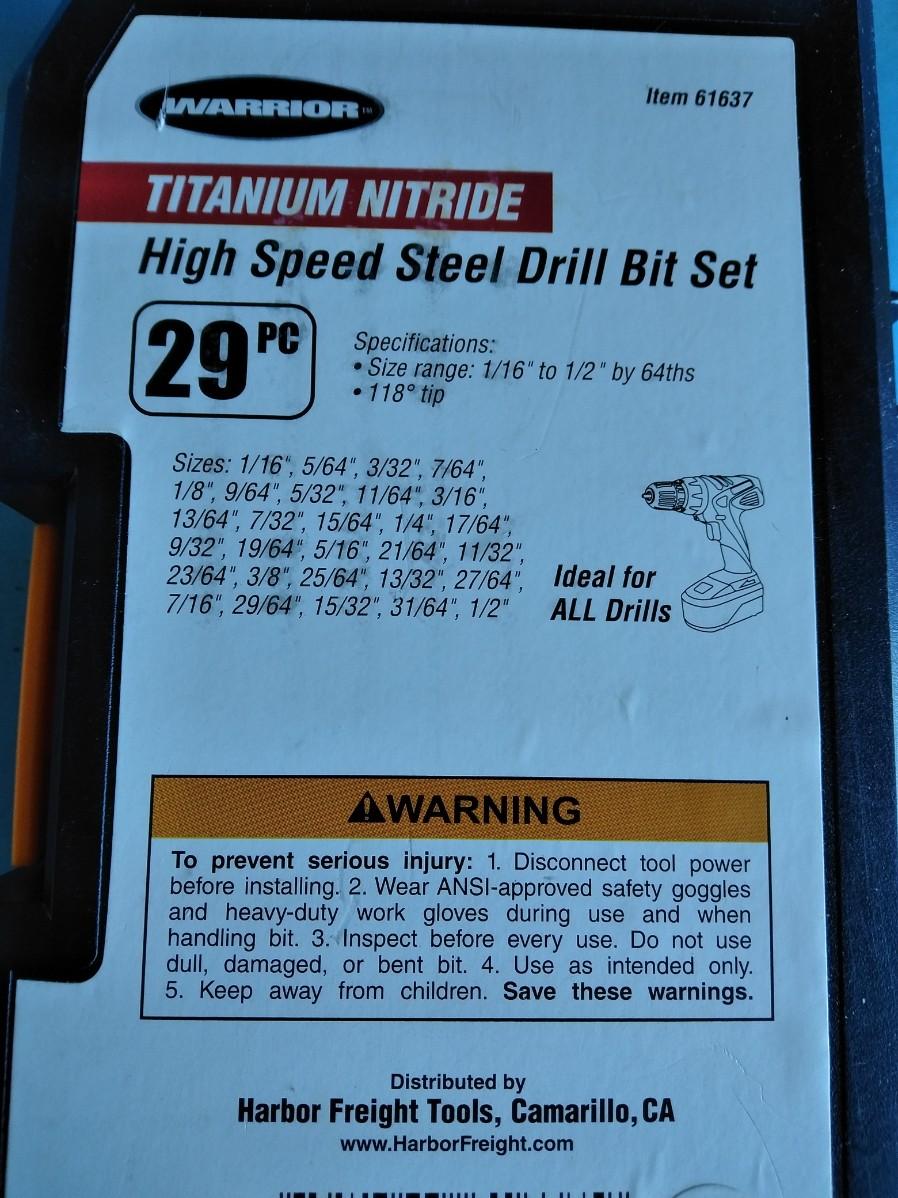 WARRIOR™
Item 61637
TITANIUM NITRIDE
High Speed Steel Drill Bit Set
29 PC
Specifications:
• Size range: 1/16" to 1/2" by 64ths
• 118° tip
Sizes: 1/16", 5/64", 3/32", 7/64",
1/8", 9/64", 5/32", 11/64", 3/16",
13/64", 7/32", 15/64", 1/4", 17/64",
9/32", 19/64", 5/16", 21/64", 11/32",
23/64", 3/8", 25/64", 13/32", 27/64",
7/16", 29/64", 15/32", 31/64", 1/2"
Ideal for
ALL Drills
⚠WARNING
To prevent serious injury: 1. Disconnect tool power
before installing. 2. Wear ANSI-approved safety goggles
and heavy-duty work gloves during use and when
handling bit. 3. Inspect before every use. Do not use
dull, damaged, or bent bit. 4. Use as intended only.
5. Keep away from children. Save these warnings.
Distributed by
Harbor Freight Tools, Camarillo, CA
www.HarborFreight.com